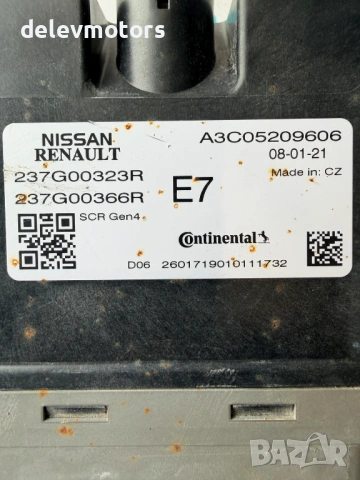 delevmotors
NISSAN
RENAULT
A3C05209606
08-01-21
Made in: CZ
237G00323R
237G00366R
E7
SCR Gen4
Continental
D06 2601719010111732
BAZAR